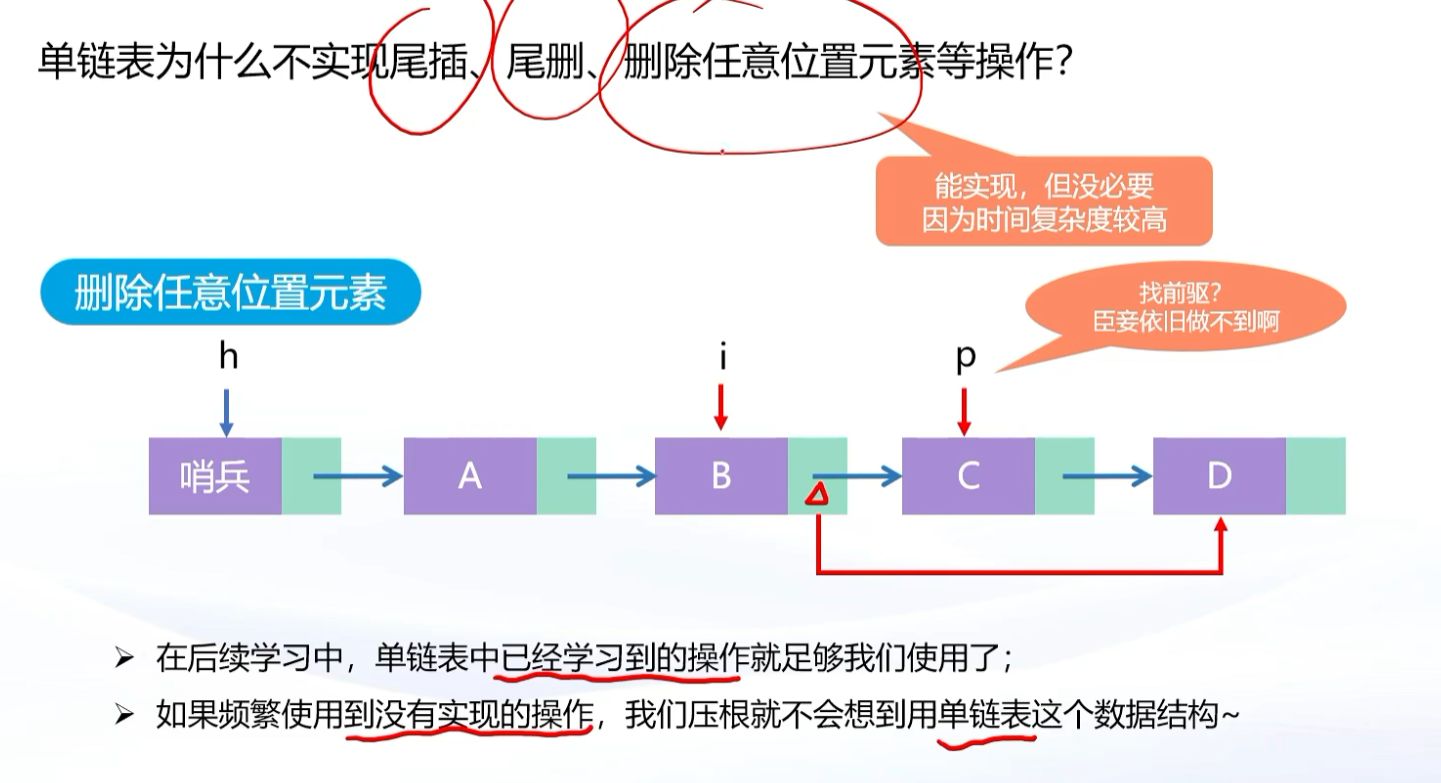 单链表为什么不实现尾插、尾删、删除任意位置元素等操作？
能实现，但没必要
因为时间复杂度较高
删除任意位置元素
找前驱？
臣妾依旧做不到啊
h
i
p
哨兵
A
B
C
D
➢ 在后续学习中，单链表中已经学习到的操作就足够我们使用了；
➢ 如果频繁使用到没有实现的操作，我们压根就不会想到用单链表这个数据结构~